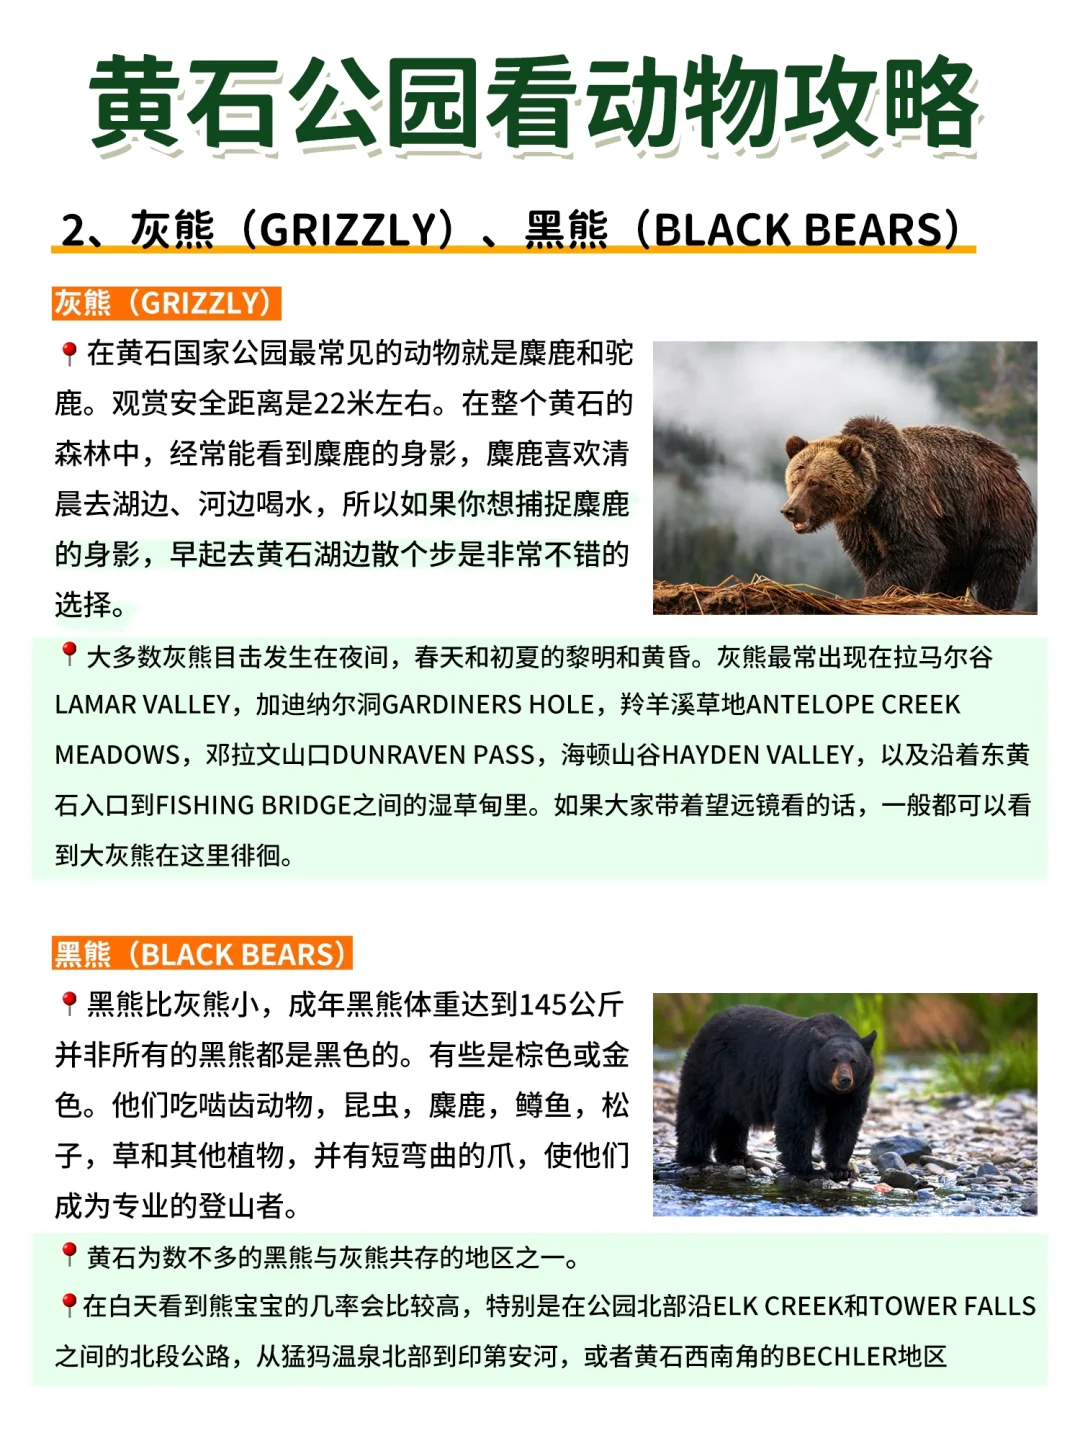 黄石公园看动物攻略
2、灰熊（GRIZZLY）、黑熊（BLACK BEARS）
灰熊（GRIZZLY）
📍在黄石国家公园最常见的动物就是麋鹿和驼
鹿。观赏安全距离是22米左右。在整个黄石的
森林中，经常能看到麋鹿的身影，麋鹿喜欢清
晨去湖边、河边喝水，所以如果你想捕捉麋鹿
的身影，早起去黄石湖边散个步是非常不错的
选择。
📍大多数灰熊目击发生在夜间，春天和初夏的黎明和黄昏。灰熊最常出现在拉马尔谷
LAMAR VALLEY，加迪纳尔洞GARDINERS HOLE，羚羊溪草地ANTELOPE CREEK
MEADOWS，邓拉文山口DUNRAVEN PASS，海顿山谷HAYDEN VALLEY，以及沿着东黄
石入口到FISHING BRIDGE之间的湿草甸里。如果大家带着望远镜看的话，一般都可以看
到大灰熊在这里徘徊。
黑熊（BLACK BEARS）
📍黑熊比灰熊小，成年黑熊体重达到145公斤
并非所有的黑熊都是黑色的。有些是棕色或金
色。他们吃啮齿动物，昆虫，麋鹿，鳟鱼，松
子，草和其他植物，并有短弯曲的爪，使他们
成为专业的登山者。
📍黄石为数不多的黑熊与灰熊共存的地区之一。
📍在白天看到熊宝宝的几率会比较高，特别是在公园北部沿ELK CREEK和TOWER FALLS
之间的北段公路，从猛犸温泉北部到印第安河，或者黄石西南角的BECHLER地区